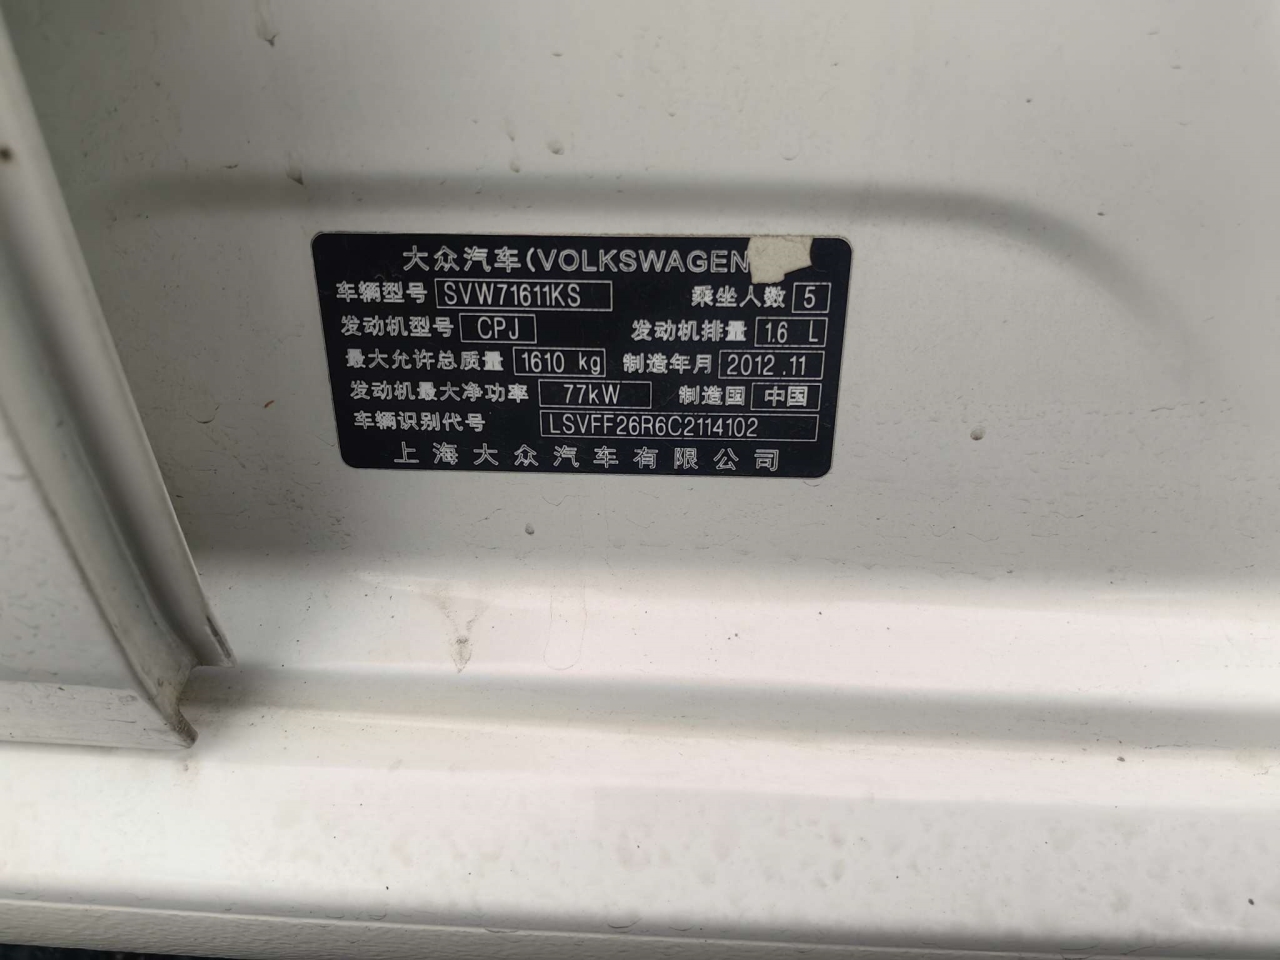 大众汽车(VOLKSWAGEN
车辆型号 SVW71611KS 乘坐人数 5
发动机型号 CPJ 发动机排量 1.6 L
最大允许总质量 1610 kg 制造年月 2012.11
发动机最大净功率 77kW 制造国 中国
车辆识别代号 LSVFF26R6C2114102
上海大众汽车有限公司